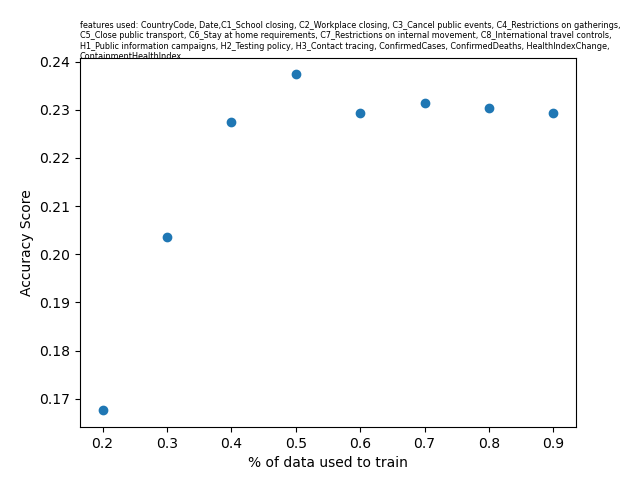 features used: CountryCode, Date,C1_School closing, C2_Workplace closing, C3_Cancel public events, C4_Restrictions on gatherings,
C5_Close public transport, C6_Stay at home requirements, C7_Restrictions on internal movement, C8_International travel controls,
H1_Public information campaigns, H2_Testing policy, H3_Contact tracing, ConfirmedCases, ConfirmedDeaths, HealthIndexChange,
ContainmentHealthIndex
0.24
0.23
0.22
0.21
0.20
0.19
0.18
0.17
Accuracy Score
0.2 0.3 0.4 0.5 0.6 0.7 0.8 0.9
% of data used to train